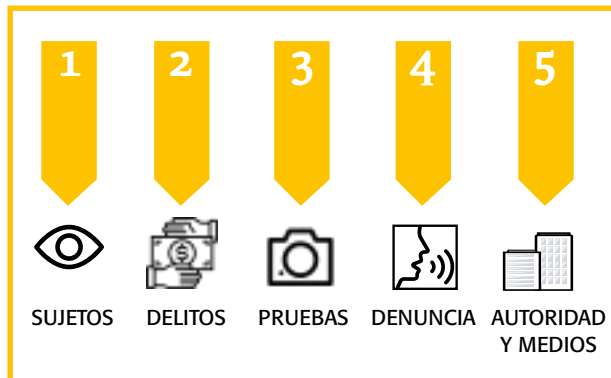 1 2 3 4 5
$
SUJETOS DELITOS PRUEBAS DENUNCIA AUTORIDAD
Y MEDIOS